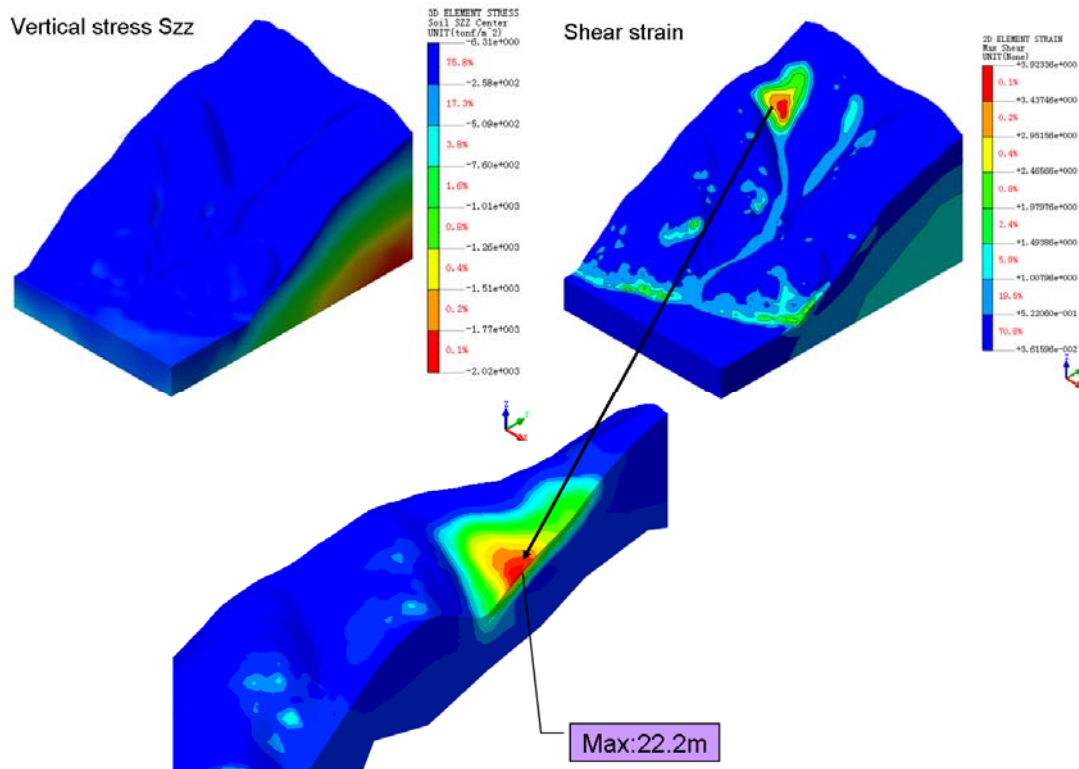 Vertical stress Szz
3D ELEMENT STRESS
Soil SZZ Center
UNIT(tonf/m^2)
-6.31e+000
75.8%
-2.58e+002
17.3%
-5.09e+002
3.8%
-7.60e+002
1.6%
-1.01e+003
0.8%
-1.26e+003
0.4%
-1.51e+003
0.2%
-1.77e+003
0.1%
-2.02e+003
Z
Y
X
Shear strain
2D ELEMENT STRAIN
Max Shear
UNIT(None)
+3.92336e+000
0.1%
+3.43746e+000
0.2%
+2.95156e+000
0.4%
+2.46566e+000
0.8%
+1.97976e+000
2.4%
+1.49386e+000
5.9%
+1.00796e+000
19.5%
+5.22060e-001
70.8%
+3.61596e-002
Z
Max:22.2m